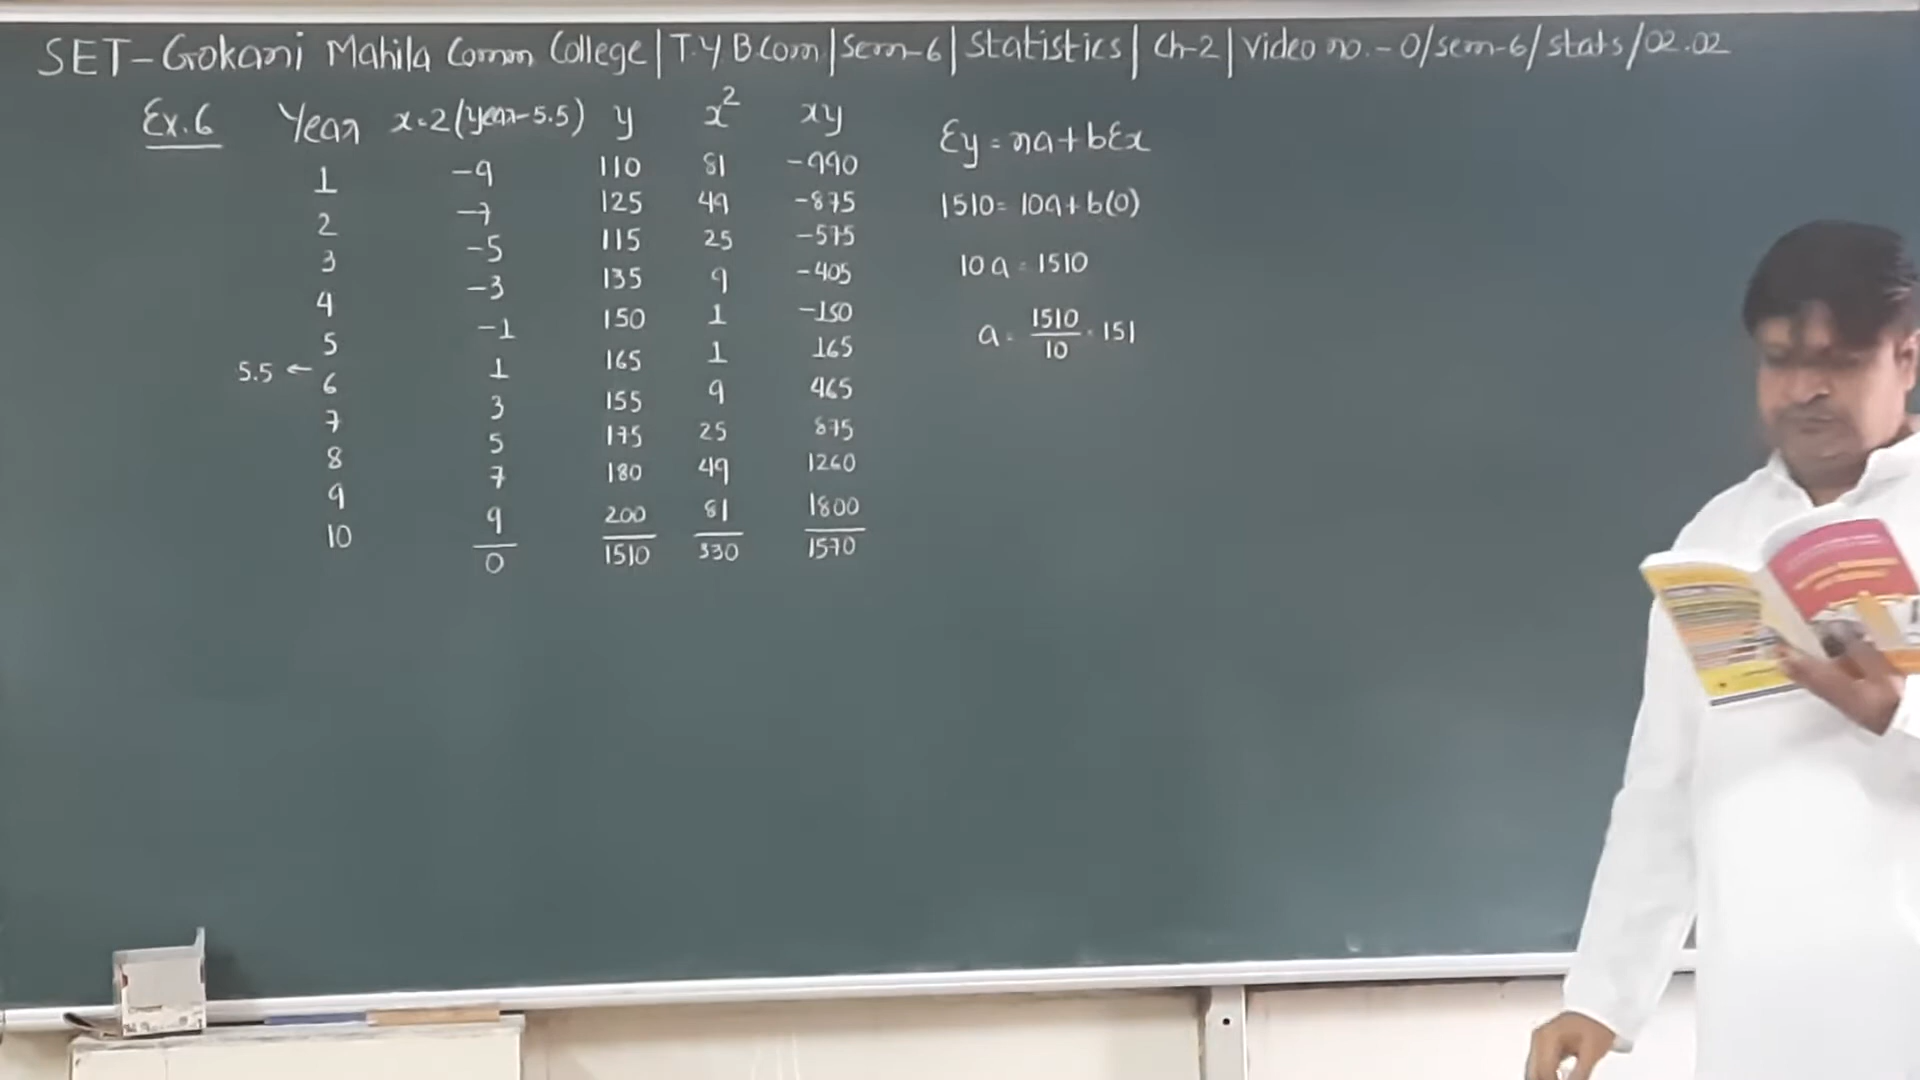 SET-Gokani Mahila Comm College | T.Y B.Com | Sem-6 | Statistics | Ch-2 | Video no.- 0/sem-6/stats/02.02
Ex.6 Year x=2(year-5.5) y x² xy
1 -9 110 81 -990
2 -7 125 49 -875
3 -5 115 25 -575
4 -3 135 9 -405
5 -1 150 1 -150
5.5 ←
6 1 165 1 165
7 3 155 9 465
8 5 175 25 875
9 7 180 49 1260
10 9 200 81 1800
0 1510 330 1570
Σy = na + bΣx
1510 = 10a + b(0)
10a = 1510
a = 1510/10 = 151